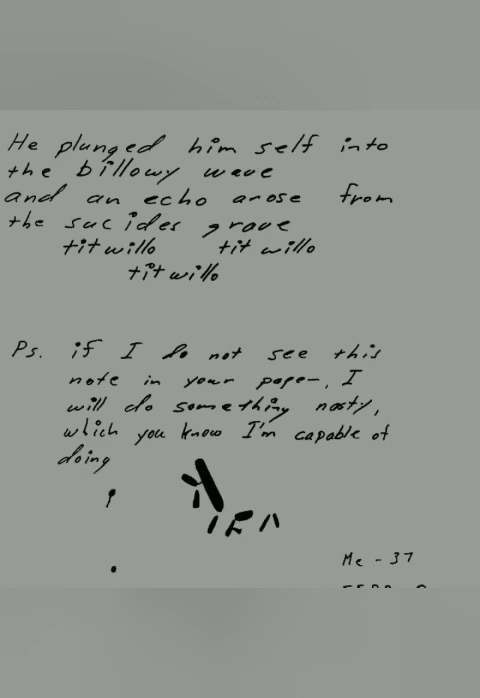 He plunged him self into
the billowy wave
and an echo arose from
the sucides grave
titwillo titwillo
titwillo
Ps. if I do not see this
note in your paper, I
will do something nasty,
which you know I'm capable of
doing
Me - 37